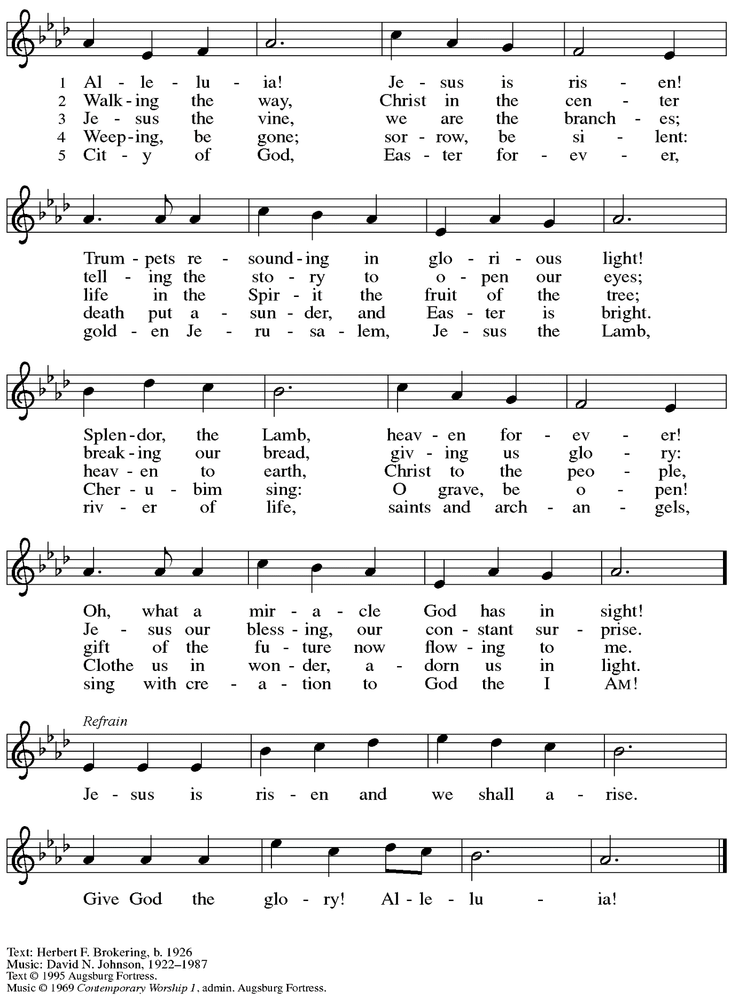 1 Al - le - lu - ia! Je - sus is ris - en!
2 Walk - ing the way, Christ in the cen - ter
3 Je - sus the vine, we are the branch - es;
4 Weep - ing, be gone; sor - row, be si - lent:
5 Cit - y of God, Eas - ter for - ev - er,
Trum - pets re - sound - ing in glo - ri - ous light!
tell - ing the sto - ry to o - pen our eyes;
life in the Spir - it the fruit of the tree;
death put a - sun - der, and Eas - ter is bright.
gold - en Je - ru - sa - lem, Je - sus the Lamb,
Splen - dor, the Lamb, heav - en for - ev - er!
break - ing our bread, giv - ing us glo - ry:
heav - en to earth, Christ to the peo - ple,
Cher - u - bim sing: O grave, be o - pen!
riv - er of life, saints and arch - an - gels,
Oh, what a mir - a - cle God has in sight!
Je - sus our bless - ing, our con - stant sur - prise.
gift of the fu - ture now flow - ing to me.
Clothe us in won - der, a - dorn us in light.
sing with cre - a - tion to God the I AM!
Refrain
Je - sus is ris - en and we shall a - rise.
Give God the glo - ry! Al - le - lu - ia!
Text: Herbert F. Brokering, b. 1926
Music: David N. Johnson, 1922–1987
Text © 1995 Augsburg Fortress.
Music © 1969 Contemporary Worship 1, admin. Augsburg Fortress.